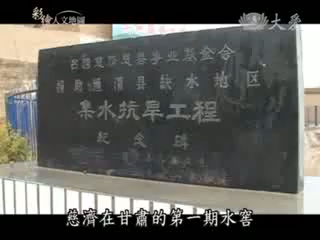 彩繪人文地圖
大愛
台湾慈济慈善事业基金会
援助通渭县缺水地区
集水抗旱工程
纪念碑
慈濟在甘肅的第一期水窖